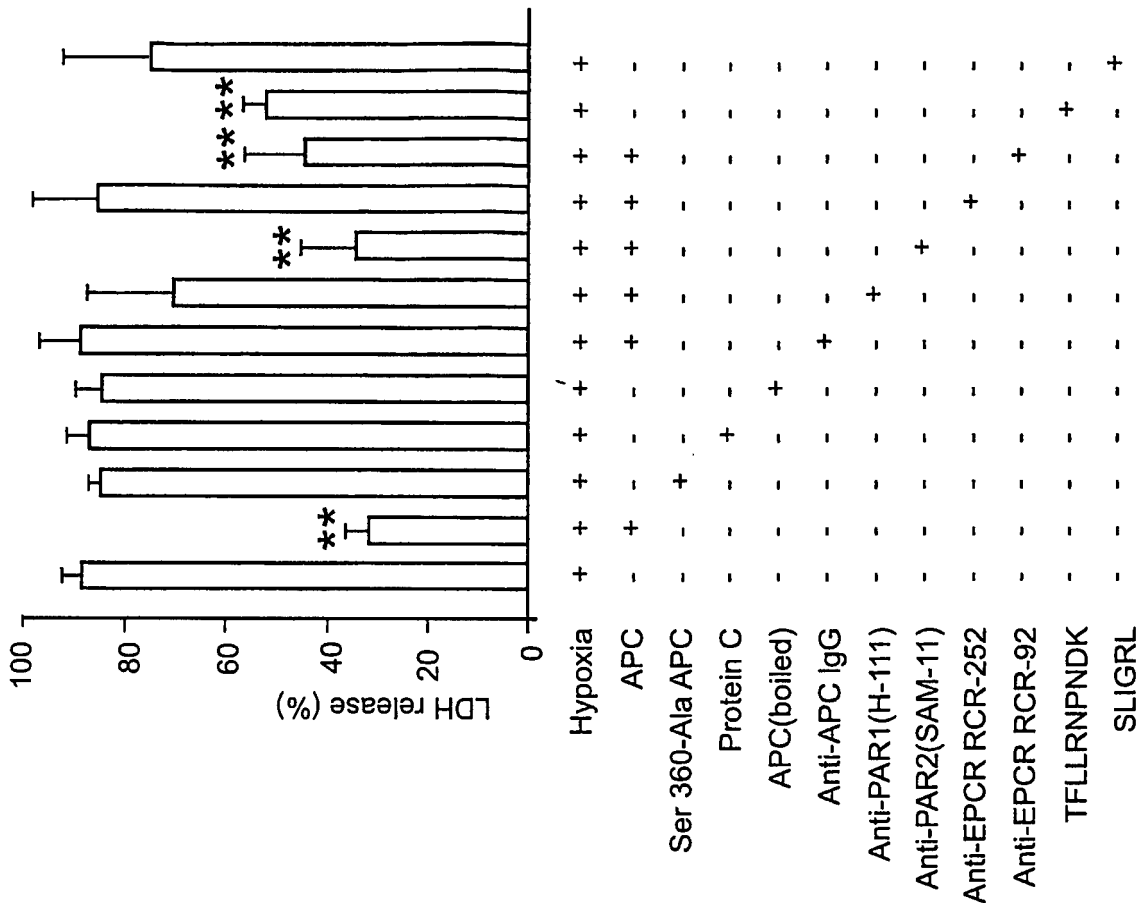 LDH release (%)
100
80
60
40
20
0
**
**
**
**
Hypoxia + + + + + + + + + + + +
APC - + - - - + + + + + - -
Ser 360-Ala APC - - + - - - - - - - - -
Protein C - - - + - - - - - - - -
APC(boiled) - - - - + - - - - - - -
Anti-APC IgG - - - - - + - - - - - -
Anti-PAR1(H-111) - - - - - - + - - - - -
Anti-PAR2(SAM-11) - - - - - - - + - - - -
Anti-EPCR RCR-252 - - - - - - - - + - - -
Anti-EPCR RCR-92 - - - - - - - - - + - -
TFLLRNPNDK - - - - - - - - - - + -
SLIGRL - - - - - - - - - - - +